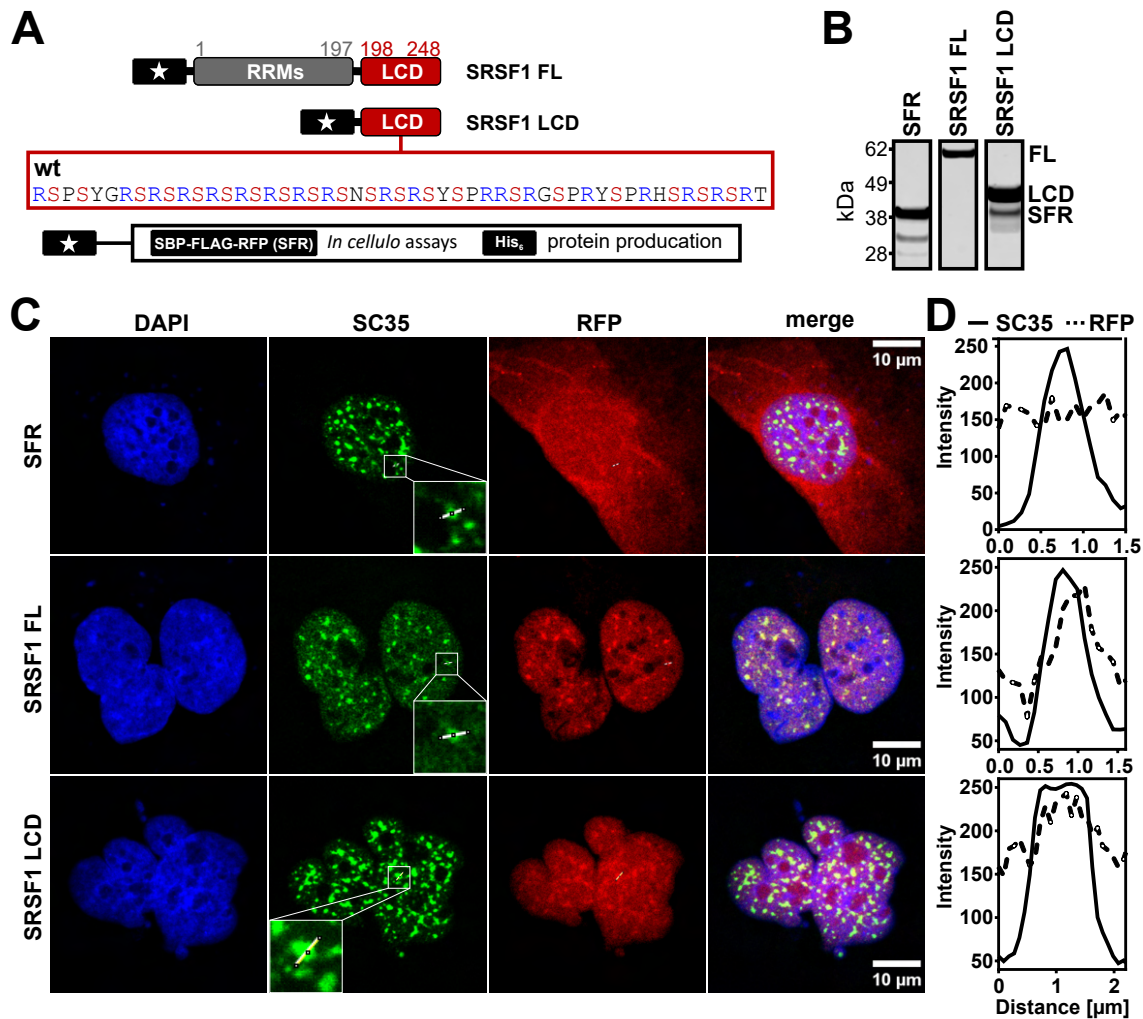 A
1 197 198 248
RRMs LCD SRSF1 FL
LCD SRSF1 LCD
wt
RSPSYGRSRSRSRSRSRSRSRSNSRSRSYSPRRSRGSPRYSPRHSRSRSRT
SBP-FLAG-RFP (SFR) In cellulo assays His6 protein producation
B
SFR SRSF1 FL SRSF1 LCD
kDa
62 FL
49
LCD
38 SFR
28
C
DAPI SC35 RFP merge
SFR
10 µm
SRSF1 FL
10 µm
SRSF1 LCD
10 µm
D
SC35 RFP
Intensity
250
200
150
100
50
0
0.0 0.5 1.0 1.5
Intensity
250
200
150
100
50
0.0 0.5 1.0 1.5
Intensity
250
200
150
100
50
0 1 2
Distance [µm]